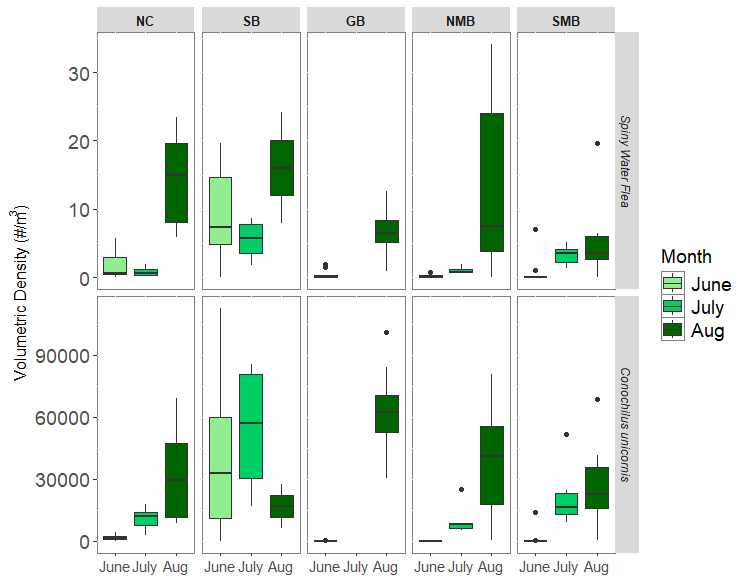 NC SB GB NMB SMB
30
20
10
0
Spiny Water Flea
Volumetric Density (#/m³)
90000
60000
30000
0
Conochilus unicornis
June July Aug June July Aug June July Aug June July Aug June July Aug
Month
June
July
Aug